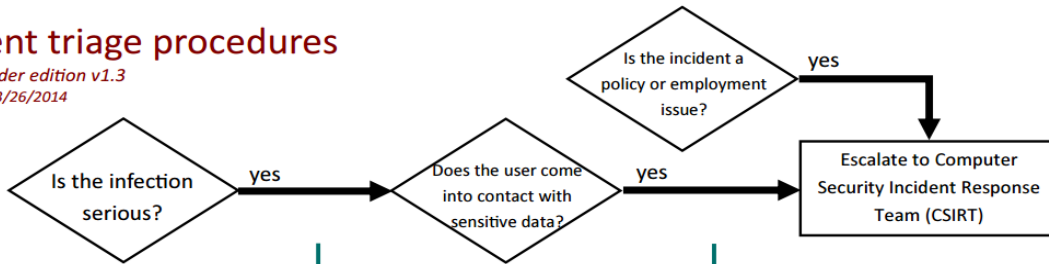 ent triage procedures
der edition v1.3
/26/2014
Is the incident a
policy or employment
issue?
yes
Is the infection
serious?
yes
Does the user come
into contact with
sensitive data?
yes
Escalate to Computer
Security Incident Response
Team (CSIRT)